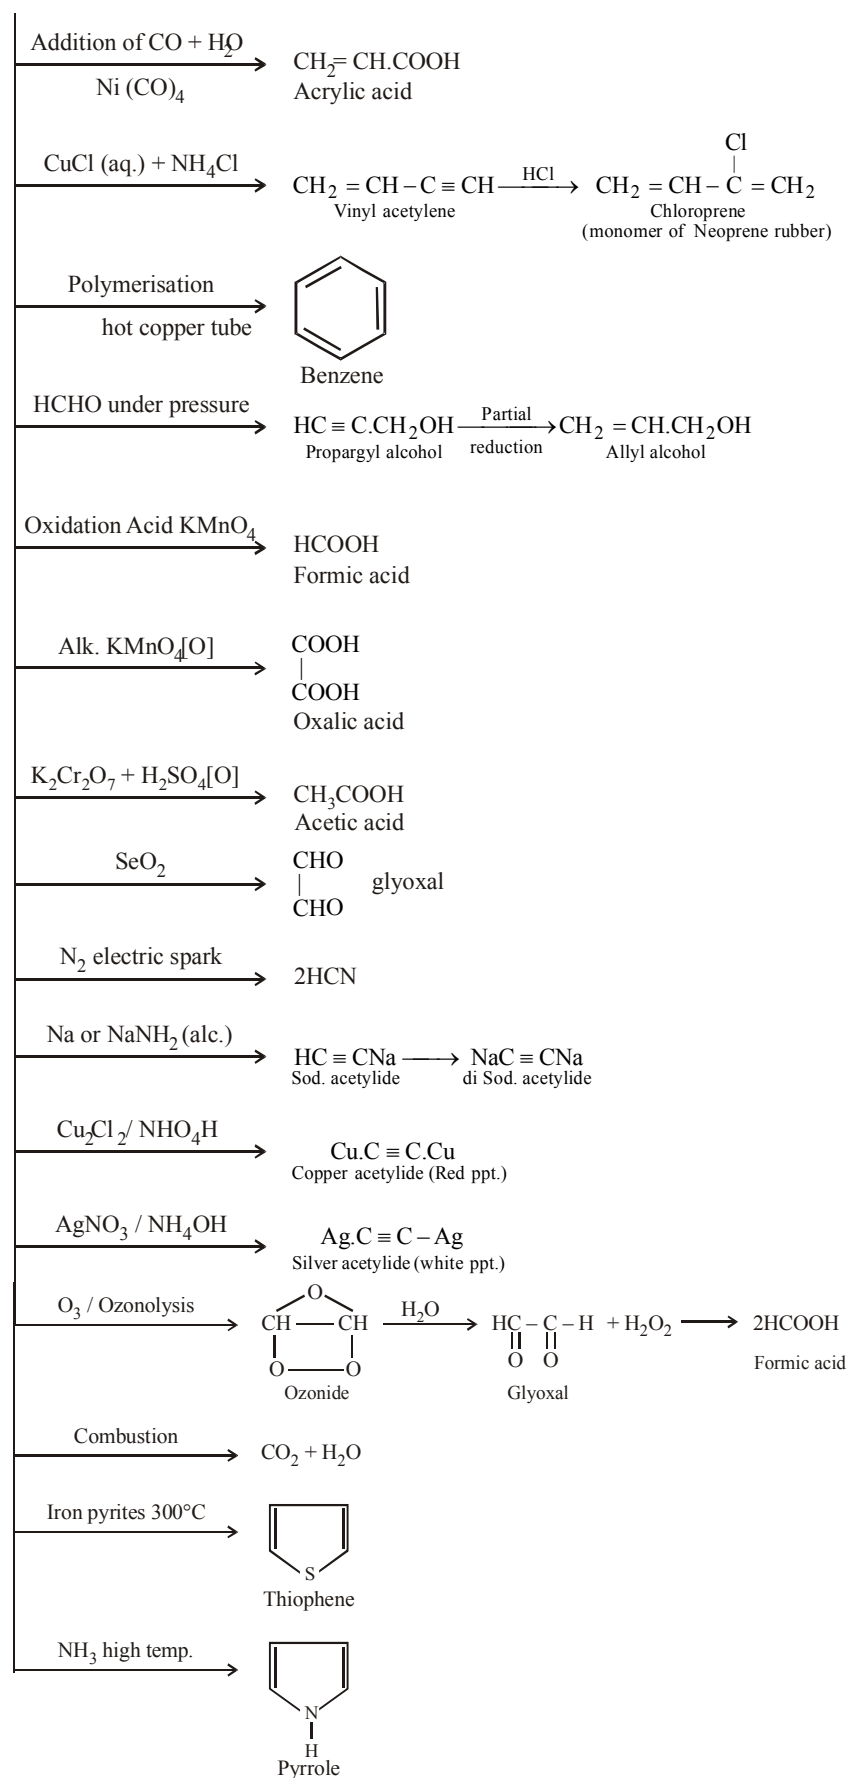 Addition of CO + H₂O
Ni (CO)₄
CH₂= CH.COOH
Acrylic acid
CuCl (aq.) + NH₄Cl
Cl
|
CH₂ = CH – C ≡ CH HCl CH₂ = CH – C = CH₂
Vinyl acetylene Chloroprene
(monomer of Neoprene rubber)
Polymerisation
hot copper tube
Benzene
HCHO under pressure
HC ≡ C.CH₂OH Partial reduction CH₂ = CH.CH₂OH
Propargyl alcohol Allyl alcohol
Oxidation Acid KMnO₄
HCOOH
Formic acid
Alk. KMnO₄[O]
COOH
|
COOH
Oxalic acid
K₂Cr₂O₇ + H₂SO₄[O]
CH₃COOH
Acetic acid
SeO₂
CHO
|
CHO
glyoxal
N₂ electric spark
2HCN
Na or NaNH₂ (alc.)
HC ≡ CNa ⟶ NaC ≡ CNa
Sod. acetylide di Sod. acetylide
Cu₂Cl₂/ NHO₄H
Cu.C ≡ C.Cu
Copper acetylide (Red ppt.)
AgNO₃ / NH₄OH
Ag.C ≡ C – Ag
Silver acetylide (white ppt.)
O₃ / Ozonolysis
O
CH CH H₂O HC – C – H + H₂O₂ ⟶ 2HCOOH
O O O O
Ozonide Glyoxal Formic acid
Combustion
CO₂ + H₂O
Iron pyrites 300°C
S
Thiophene
NH₃ high temp.
N
H
Pyrrole